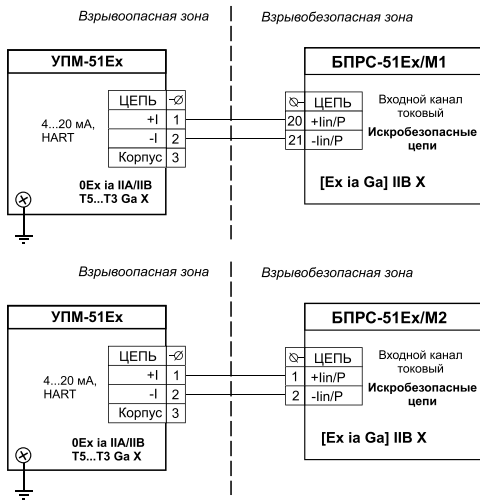 Взрывоопасная зона
Взрывобезопасная зона
УПМ-51Ex
ЦЕПЬ
4...20 мА,
HART
+I 1
-I 2
Корпус 3
0Ex ia IIA/IIB
T5...T3 Ga X
БПРС-51Ex/M1
ЦЕПЬ
20 +Iin/P
21 -Iin/P
Входной канал
токовый
Искробезопасные
цепи
[Ex ia Ga] IIB X
Взрывоопасная зона
Взрывобезопасная зона
УПМ-51Ex
ЦЕПЬ
4...20 мА,
HART
+I 1
-I 2
Корпус 3
0Ex ia IIA/IIB
T5...T3 Ga X
БПРС-51Ex/M2
ЦЕПЬ
1 +Iin/P
2 -Iin/P
Входной канал
токовый
Искробезопасные
цепи
[Ex ia Ga] IIB X